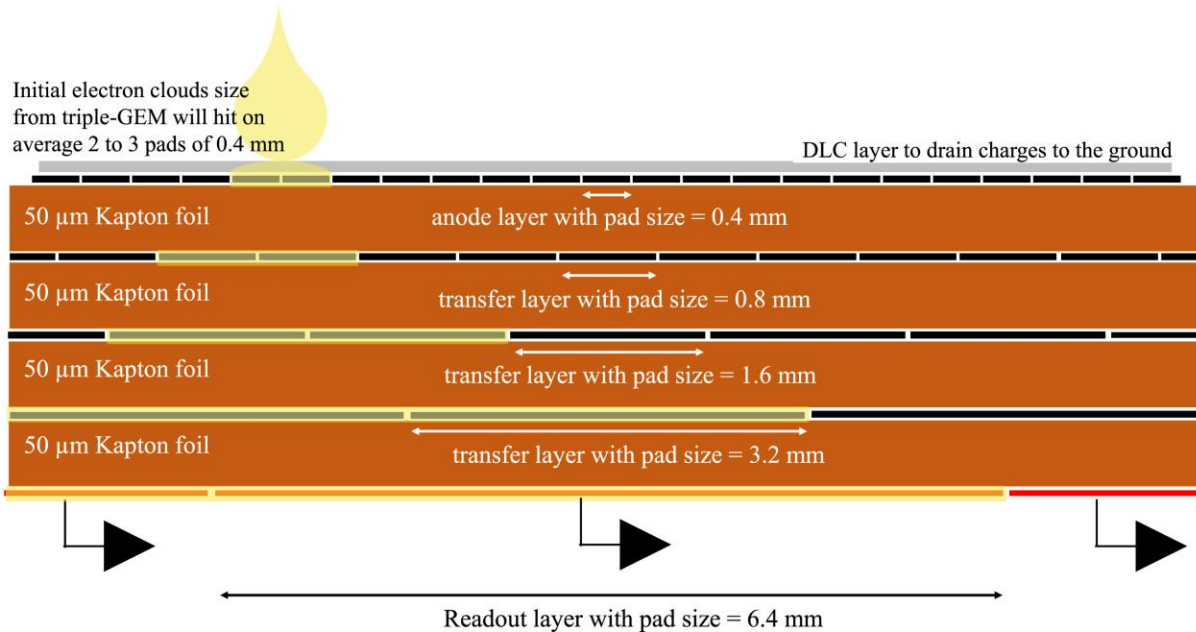 Initial electron clouds size
from triple-GEM will hit on
average 2 to 3 pads of 0.4 mm
DLC layer to drain charges to the ground
50 µm Kapton foil
anode layer with pad size = 0.4 mm
50 µm Kapton foil
transfer layer with pad size = 0.8 mm
50 µm Kapton foil
transfer layer with pad size = 1.6 mm
50 µm Kapton foil
transfer layer with pad size = 3.2 mm
Readout layer with pad size = 6.4 mm